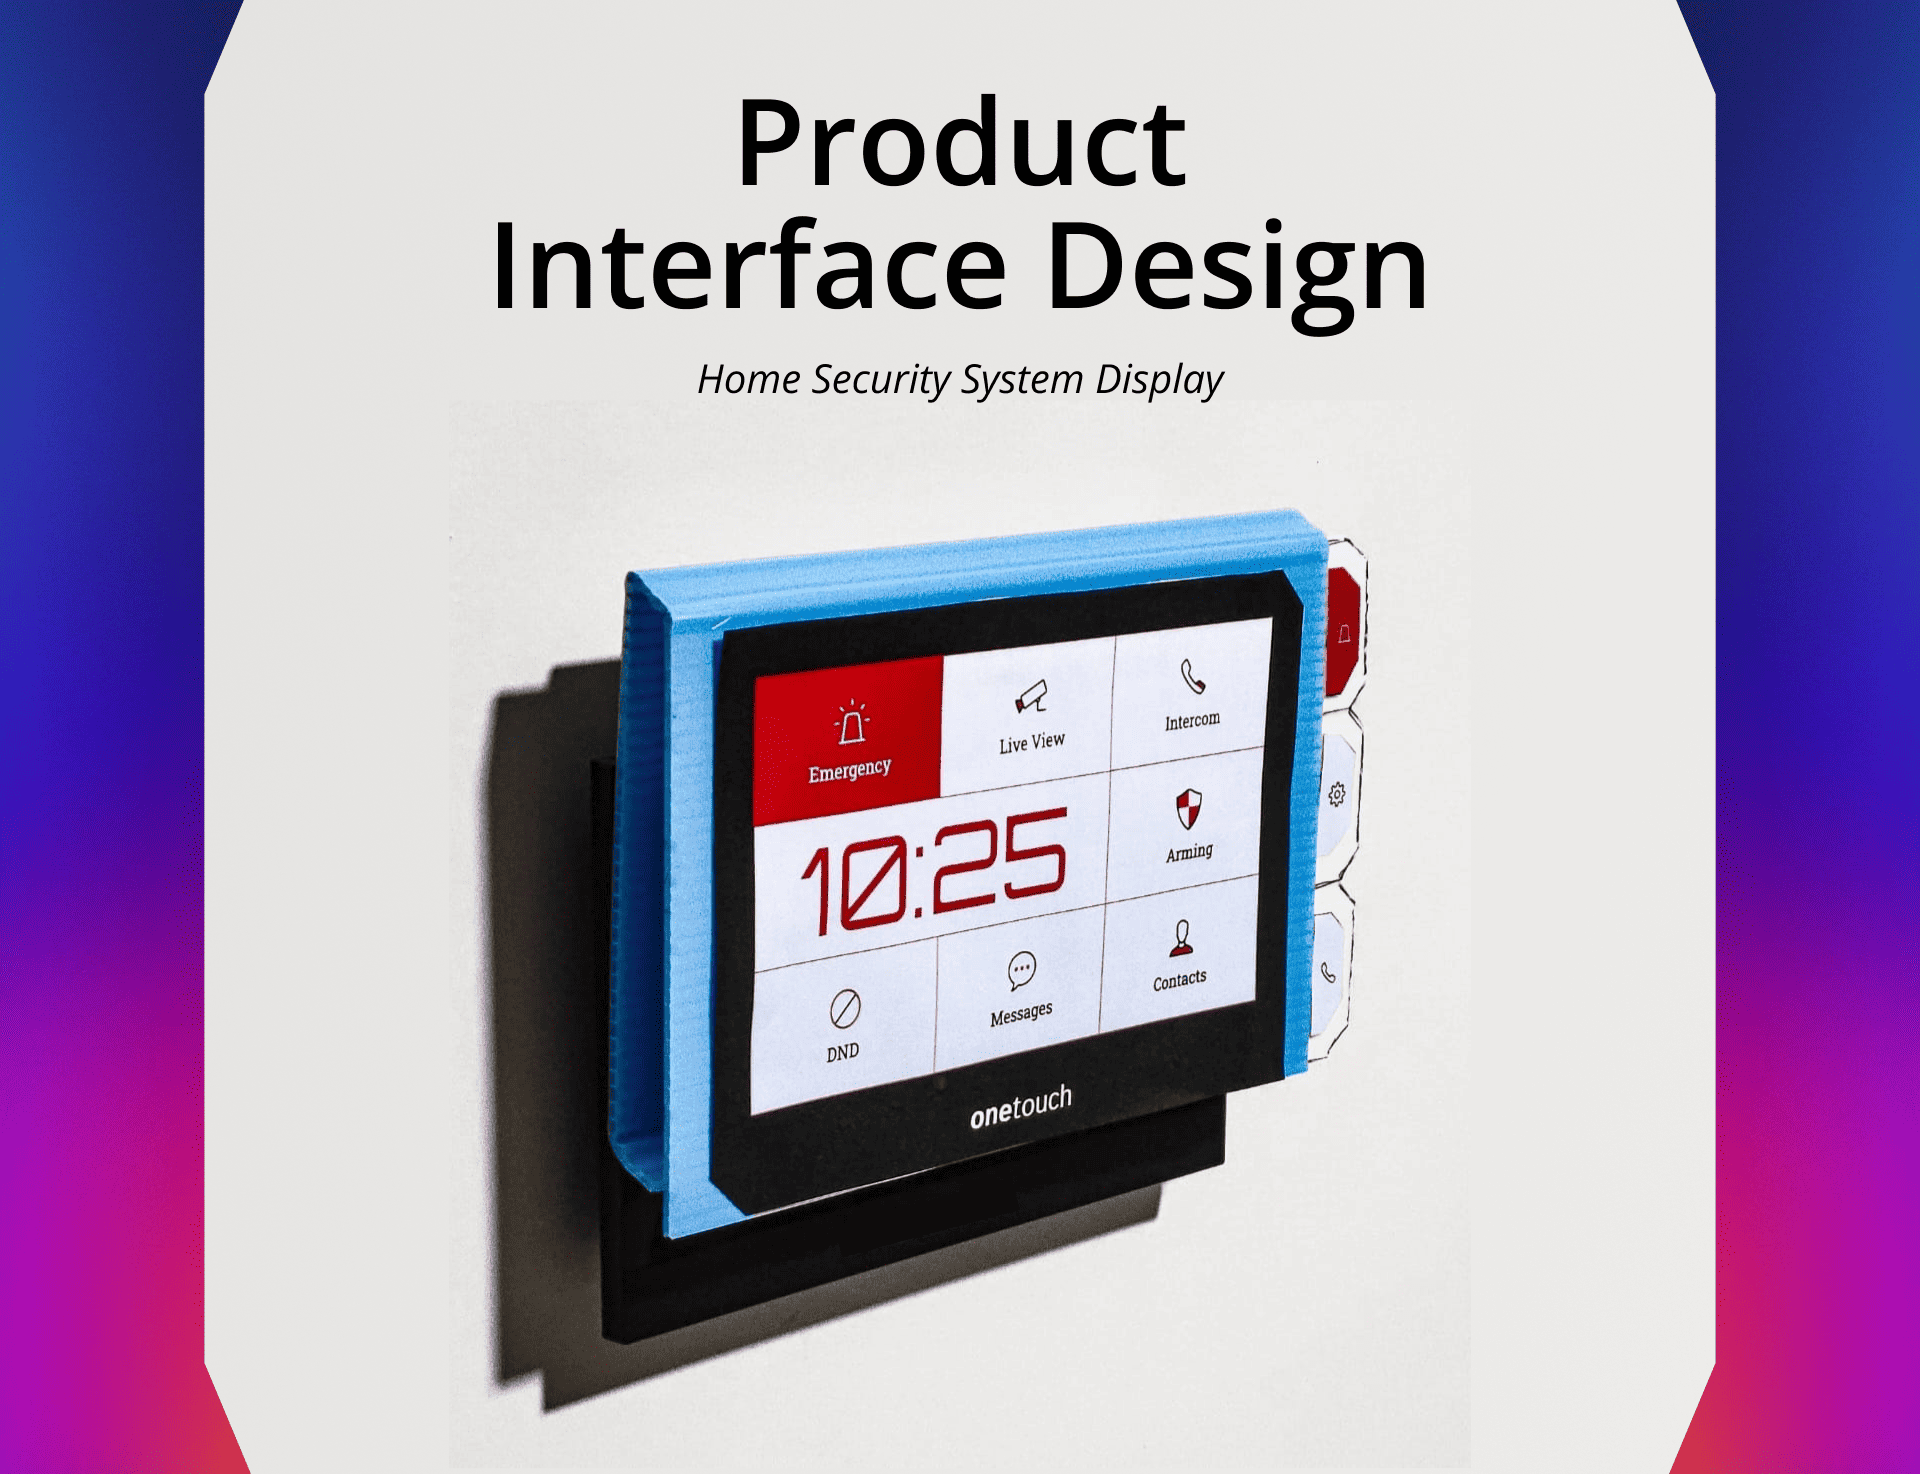 Product
Interface Design
Home Security System Display
Emergency
Live View
Intercom
10:25
Arming
DND
Messages
Contacts
onetouch